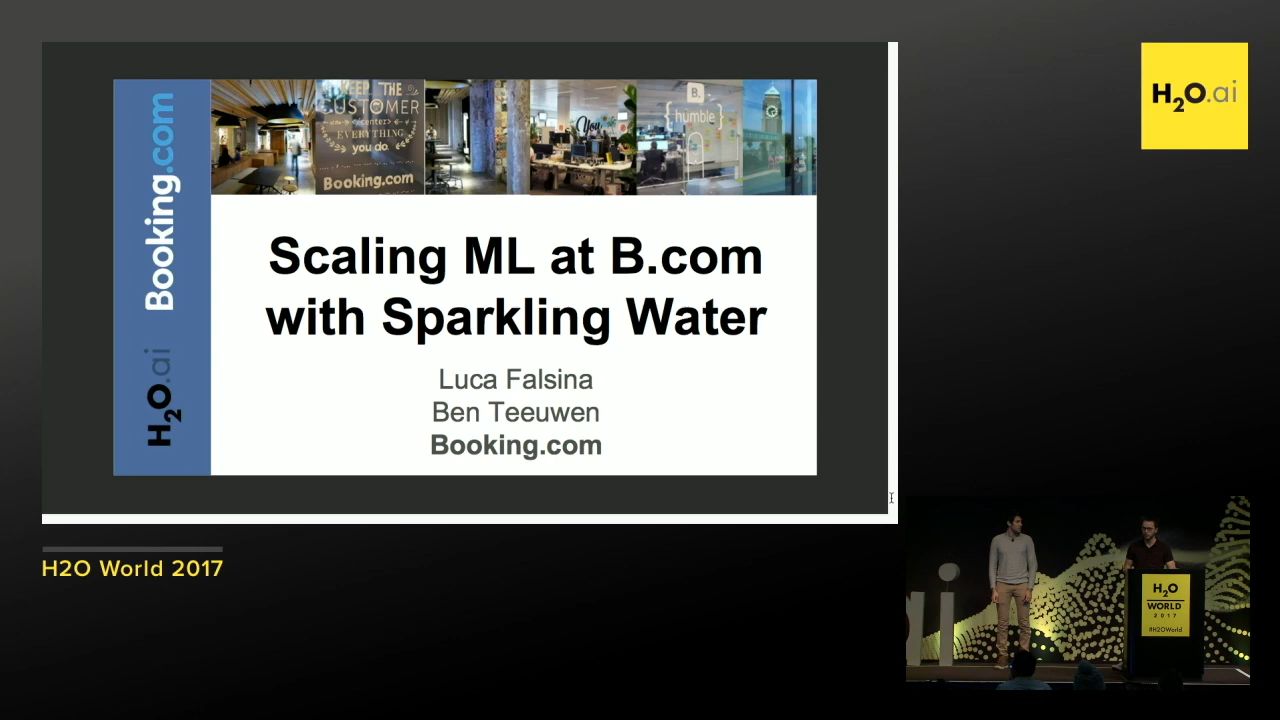 H2O.ai
KEEP THE
CUSTOMER
center
EVERYTHING
you do.
Booking.com
You
B.
humble
Booking.com
H2O.ai
Scaling ML at B.com
with Sparkling Water
Luca Falsina
Ben Teeuwen
Booking.com
H2O World 2017
H2O
WORLD
2017
#H2OWorld